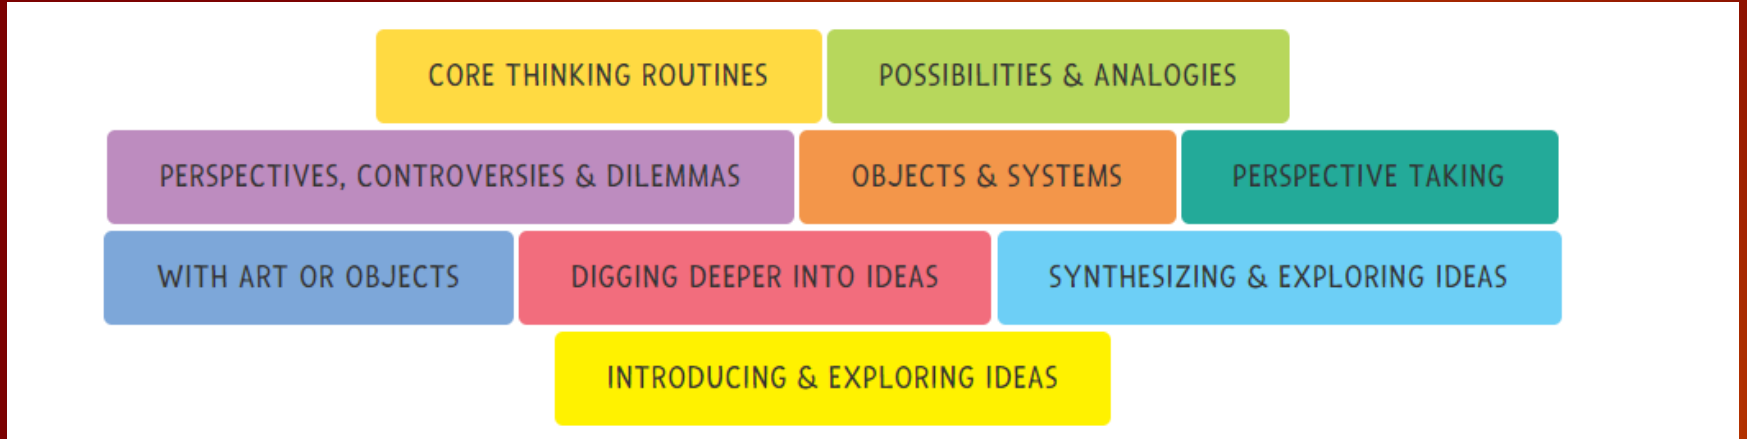 CORE THINKING ROUTINES
POSSIBILITIES & ANALOGIES
PERSPECTIVES, CONTROVERSIES & DILEMMAS
OBJECTS & SYSTEMS
PERSPECTIVE TAKING
WITH ART OR OBJECTS
DIGGING DEEPER INTO IDEAS
SYNTHESIZING & EXPLORING IDEAS
INTRODUCING & EXPLORING IDEAS